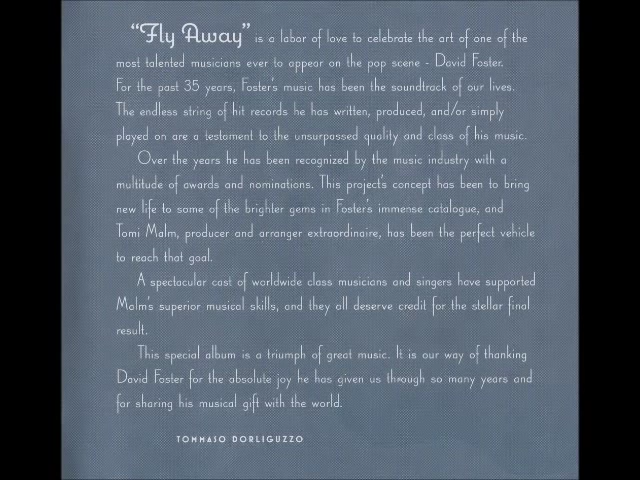 "Fly Away" is a labor of love to celebrate the art of one of the
most talented musicians ever to appear on the pop scene - David Foster.
For the past 35 years, Foster's music has been the soundtrack of our lives.
The endless string of hit records he has written, produced, and/or simply
played on are a testament to the unsurpassed quality and class of his music.
Over the years he has been recognized by the music industry with a
multitude of awards and nominations. This project's concept has been to bring
new life to some of the brighter gems in Foster's immense catalogue, and
Tomi Malm, producer and arranger extraordinaire, has been the perfect vehicle
to reach that goal.
A spectacular cast of worldwide class musicians and singers have supported
Malm's superior musical skills, and they all deserve credit for the stellar final
result.
This special album is a triumph of great music. It is our way of thanking
David Foster for the absolute joy he has given us through so many years and
for sharing his musical gift with the world.
TOMMASO DORLIGUZZO